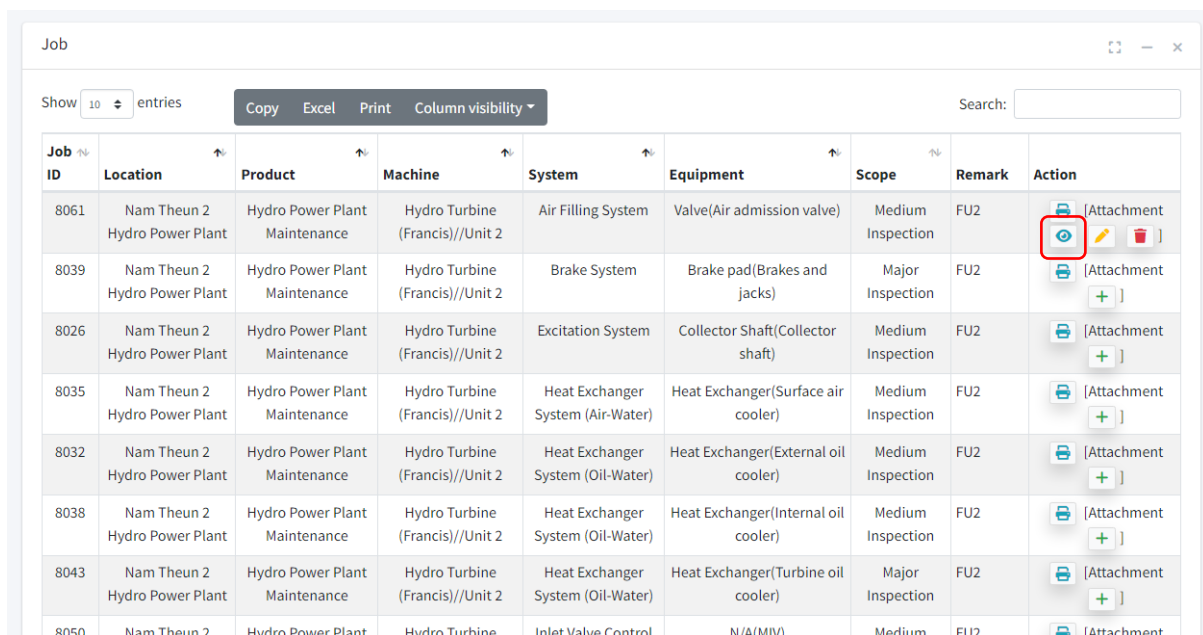 Job
Show 10 entries Copy Excel Print Column visibility Search:
Job ID Location Product Machine System Equipment Scope Remark Action
8061 Nam Theun 2 Hydro Power Plant Air Filling System Valve(Air admission valve) Medium FU2 [Attachment
Hydro Power Plant Maintenance Hydro Turbine (Francis)//Unit 2 Inspection ]
8039 Nam Theun 2 Hydro Power Plant Hydro Turbine Brake System Brake pad(Brakes and Major FU2 [Attachment
Hydro Power Plant Maintenance (Francis)//Unit 2 jacks) Inspection ]
8026 Nam Theun 2 Hydro Power Plant Hydro Turbine Excitation System Collector Shaft(Collector Medium FU2 [Attachment
Hydro Power Plant Maintenance (Francis)//Unit 2 shaft) Inspection ]
8035 Nam Theun 2 Hydro Power Plant Hydro Turbine Heat Exchanger Heat Exchanger(Surface air Medium FU2 [Attachment
Hydro Power Plant Maintenance (Francis)//Unit 2 System (Air-Water) cooler) Inspection ]
8032 Nam Theun 2 Hydro Power Plant Hydro Turbine Heat Exchanger Heat Exchanger(External oil Medium FU2 [Attachment
Hydro Power Plant Maintenance (Francis)//Unit 2 System (Oil-Water) cooler) Inspection ]
8038 Nam Theun 2 Hydro Power Plant Hydro Turbine Heat Exchanger Heat Exchanger(Internal oil Medium FU2 [Attachment
Hydro Power Plant Maintenance (Francis)//Unit 2 System (Oil-Water) cooler) Inspection ]
8043 Nam Theun 2 Hydro Power Plant Hydro Turbine Heat Exchanger Heat Exchanger(Turbine oil Major FU2 [Attachment
Hydro Power Plant Maintenance (Francis)//Unit 2 System (Oil-Water) cooler) Inspection ]
8050 Nam Theun 2 Hydro Power Plant Hydro Turbine Inlet Valve Control N/A(MIV) Medium FU2 [Attachment